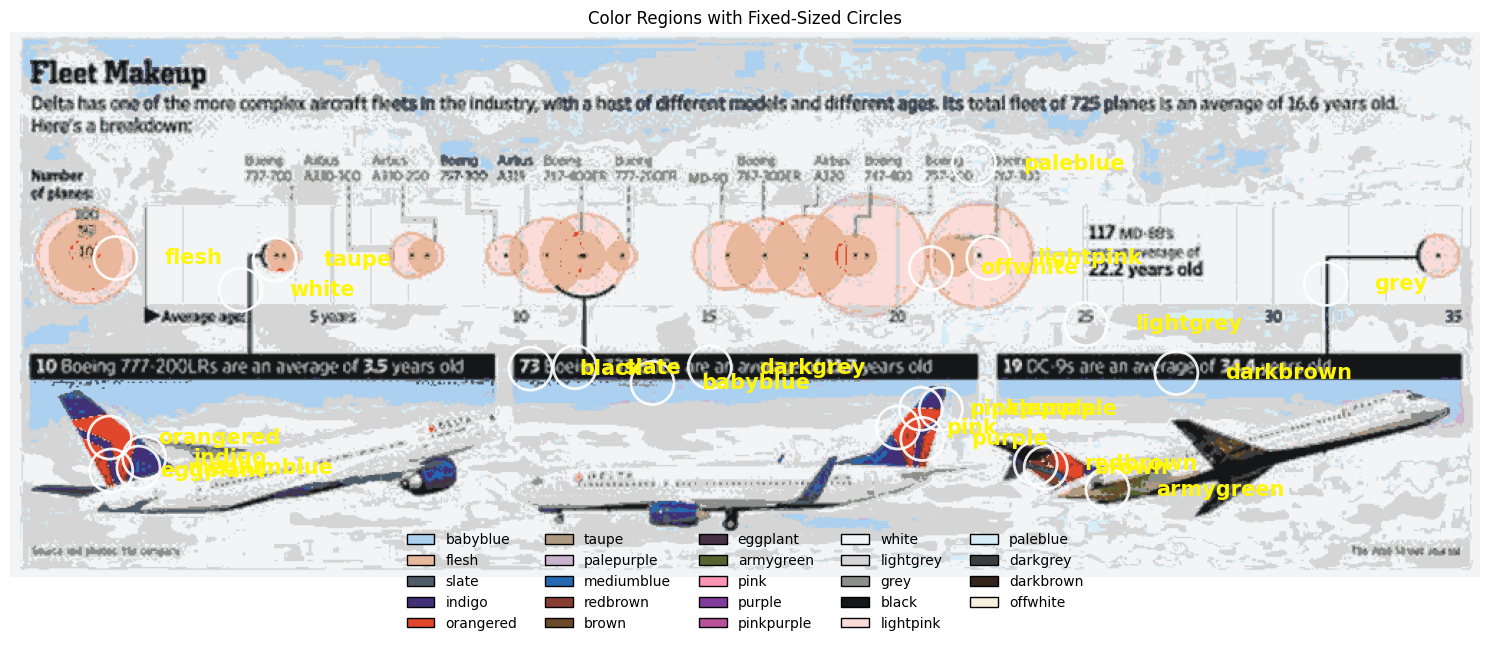 Color Regions with Fixed-Sized Circles
Fleet Makeup
Delta has one of the more complex aircraft fleets in the industry, with a host of different models and different ages. Its total fleet of 725 planes is an average of 16.6 years old.
Here's a breakdown:
Number
of planes:
100
50
10
Boeing
777-200
Airbus
A330-300
Airbus
A330-200
Boeing
757-300
Airbus
A319
Boeing
717-400ER
Boeing
777-200ER
MD-90
Boeing
767-300ER
Airbus
A320
Boeing
747-400
Boeing
757-200
Boeing
paleblue
flesh
taupe
white
offwhite
lightpink
grey
lightgrey
117 MD-88s
average of
22.2 years old
Average age:
5 years
10
15
20
25
30
35
10 Boeing 777-200LRs are an average of 3.5 years old
73 are an average of years old
19 DC-9s are an average of 34.4 years old
black
slate
darkgrey
babyblue
darkbrown
orangered
indigo
mediumblue
eggplant
pinkpurple
palepurple
pink
purple
redbrown
brown
armygreen
Source and photos: the company
The Wall Street Journal
babyblue
flesh
slate
indigo
orangered
taupe
palepurple
mediumblue
redbrown
brown
eggplant
armygreen
pink
purple
pinkpurple
white
lightgrey
grey
black
lightpink
paleblue
darkgrey
darkbrown
offwhite